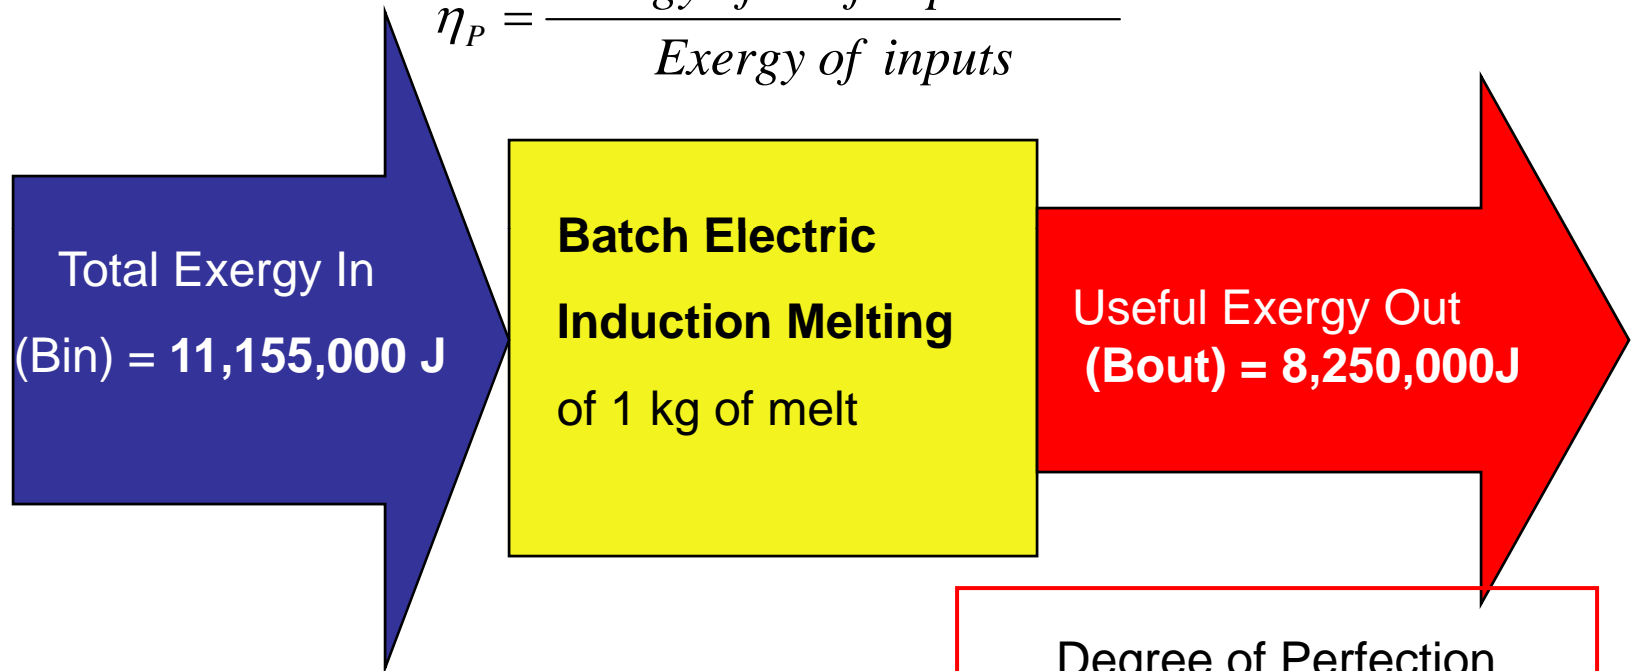 η_P =
Exergy of inputs
Total Exergy In
(Bin) = 11,155,000 J
Batch Electric
Induction Melting
of 1 kg of melt
Useful Exergy Out
(Bout) = 8,250,000J
Degree of Perfection